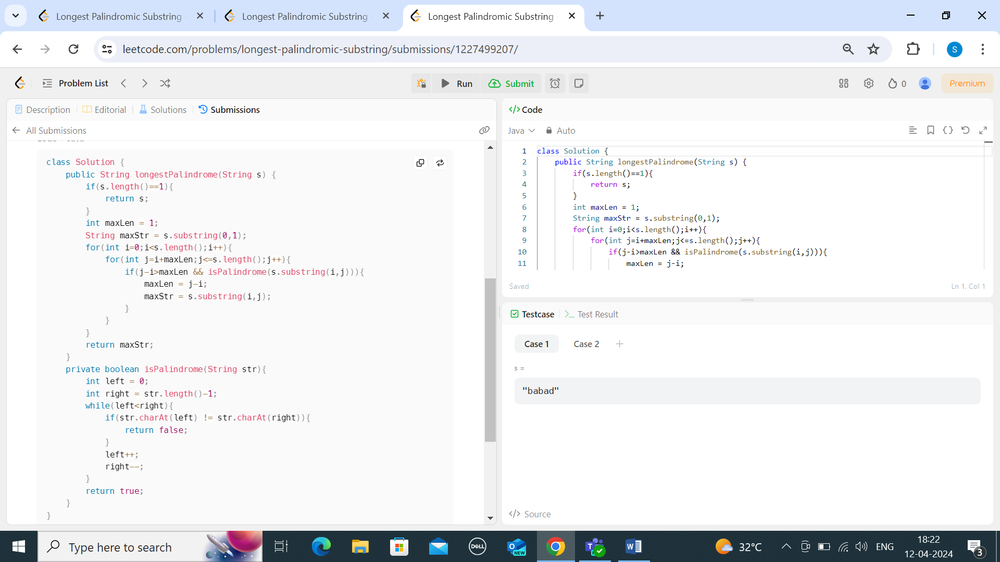 Longest Palindromic Substring
Longest Palindromic Substring
Longest Palindromic Substring
leetcode.com/problems/longest-palindromic-substring/submissions/1227499207/
S
Problem List
Run
Submit
0
Premium
Description
Editorial
Solutions
Submissions
All Submissions
class Solution {
    public String longestPalindrome(String s) {
        if(s.length()==1){
            return s;
        }
        int maxLen = 1;
        String maxStr = s.substring(0,1);
        for(int i=0;i<s.length();i++){
            for(int j=i+maxLen;j<=s.length();j++){
                if(j-i>maxLen && isPalindrome(s.substring(i,j))){
                    maxLen = j-i;
                    maxStr = s.substring(i,j);
                }
            }
        }
        return maxStr;
    }
    private boolean isPalindrome(String str){
        int left = 0;
        int right = str.length()-1;
        while(left<right){
            if(str.charAt(left) != str.charAt(right)){
                return false;
            }
            left++;
            right--;
        }
        return true;
    }
}
</> Code
Java
Auto
1 class Solution {
2     public String longestPalindrome(String s) {
3         if(s.length()==1){
4             return s;
5         }
6         int maxLen = 1;
7         String maxStr = s.substring(0,1);
8         for(int i=0;i<s.length();i++){
9             for(int j=i+maxLen;j<=s.length();j++){
10                 if(j-i>maxLen && isPalindrome(s.substring(i,j))){
11                     maxLen = j-i;
Saved
Ln 1, Col 1
Testcase
Test Result
Case 1
Case 2
s =
"babad"
</> Source
Type here to search
DELL
NEW
32°C
ENG
18:22
12-04-2024
3